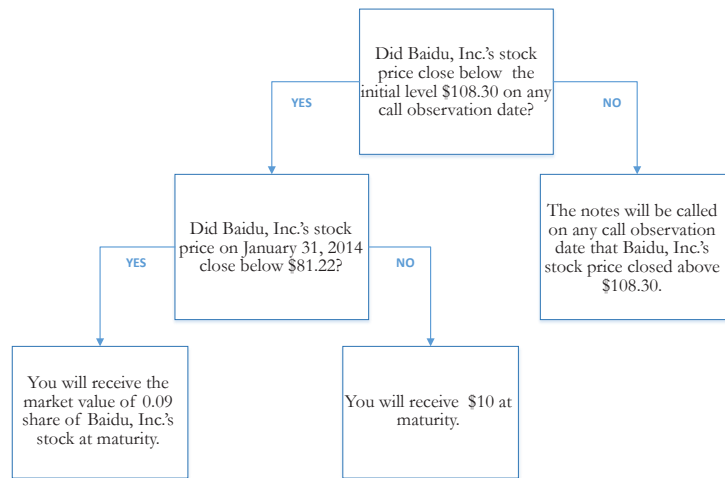 Did Baidu, Inc.'s stock
price close below the
initial level $108.30 on any
call observation date?
YES
NO
Did Baidu, Inc.'s stock
price on January 31, 2014
close below $81.22?
The notes will be called
on any call observation
date that Baidu, Inc.'s
stock price closed above
$108.30.
YES
NO
You will receive the
market value of 0.09
share of Baidu, Inc.'s
stock at maturity.
You will receive $10 at
maturity.